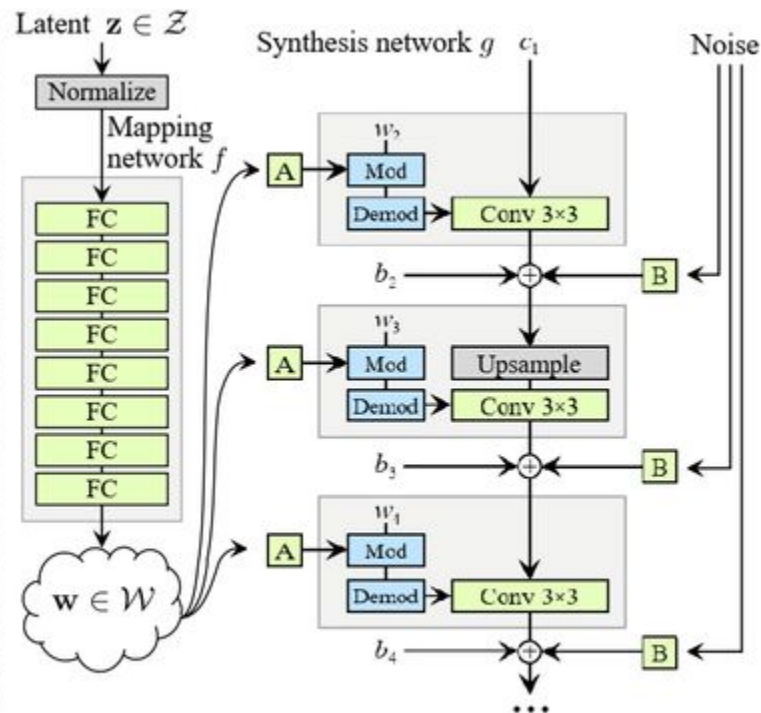 Latent z ∈ Z
Normalize
Mapping
network f
FC
FC
FC
FC
FC
FC
FC
FC
w ∈ W
Synthesis network g
c₁
Noise
A
w₂
Mod
Demod
Conv 3×3
b₂
B
A
w₃
Mod
Upsample
Demod
Conv 3×3
b₃
B
A
w₄
Mod
Demod
Conv 3×3
b₄
B
...